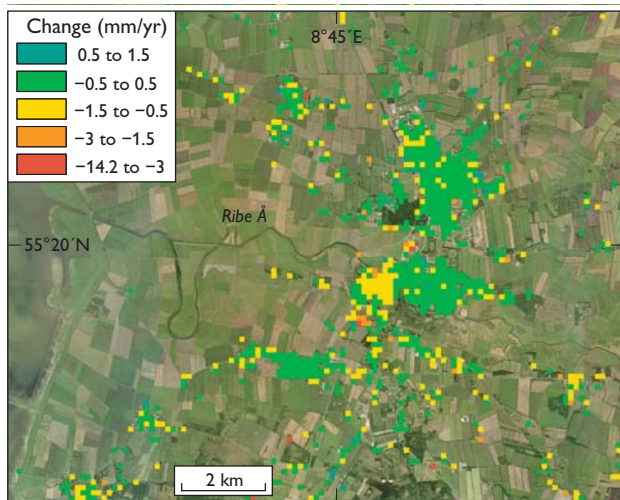 Change (mm/yr)
0.5 to 1.5
−0.5 to 0.5
−1.5 to −0.5
−3 to −1.5
−14.2 to −3
8°45´E
Ribe Å
55°20´N
2 km